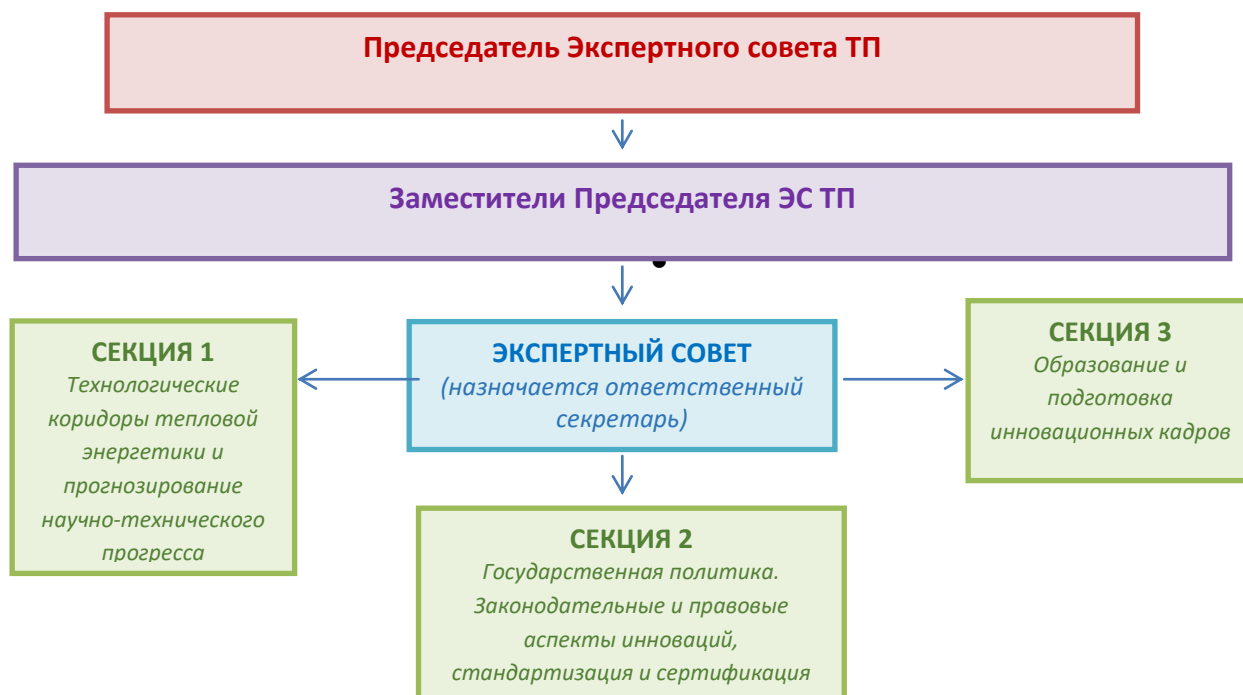 Председатель Экспертного совета ТП
Заместители Председателя ЭС ТП
СЕКЦИЯ 1
Технологические
коридоры тепловой
энергетики и
прогнозирование
научно-технического
прогресса
ЭКСПЕРТНЫЙ СОВЕТ
(назначается ответственный
секретарь)
СЕКЦИЯ 3
Образование и
подготовка
инновационных кадров
СЕКЦИЯ 2
Государственная политика.
Законодательные и правовые
аспекты инноваций,
стандартизация и сертификация